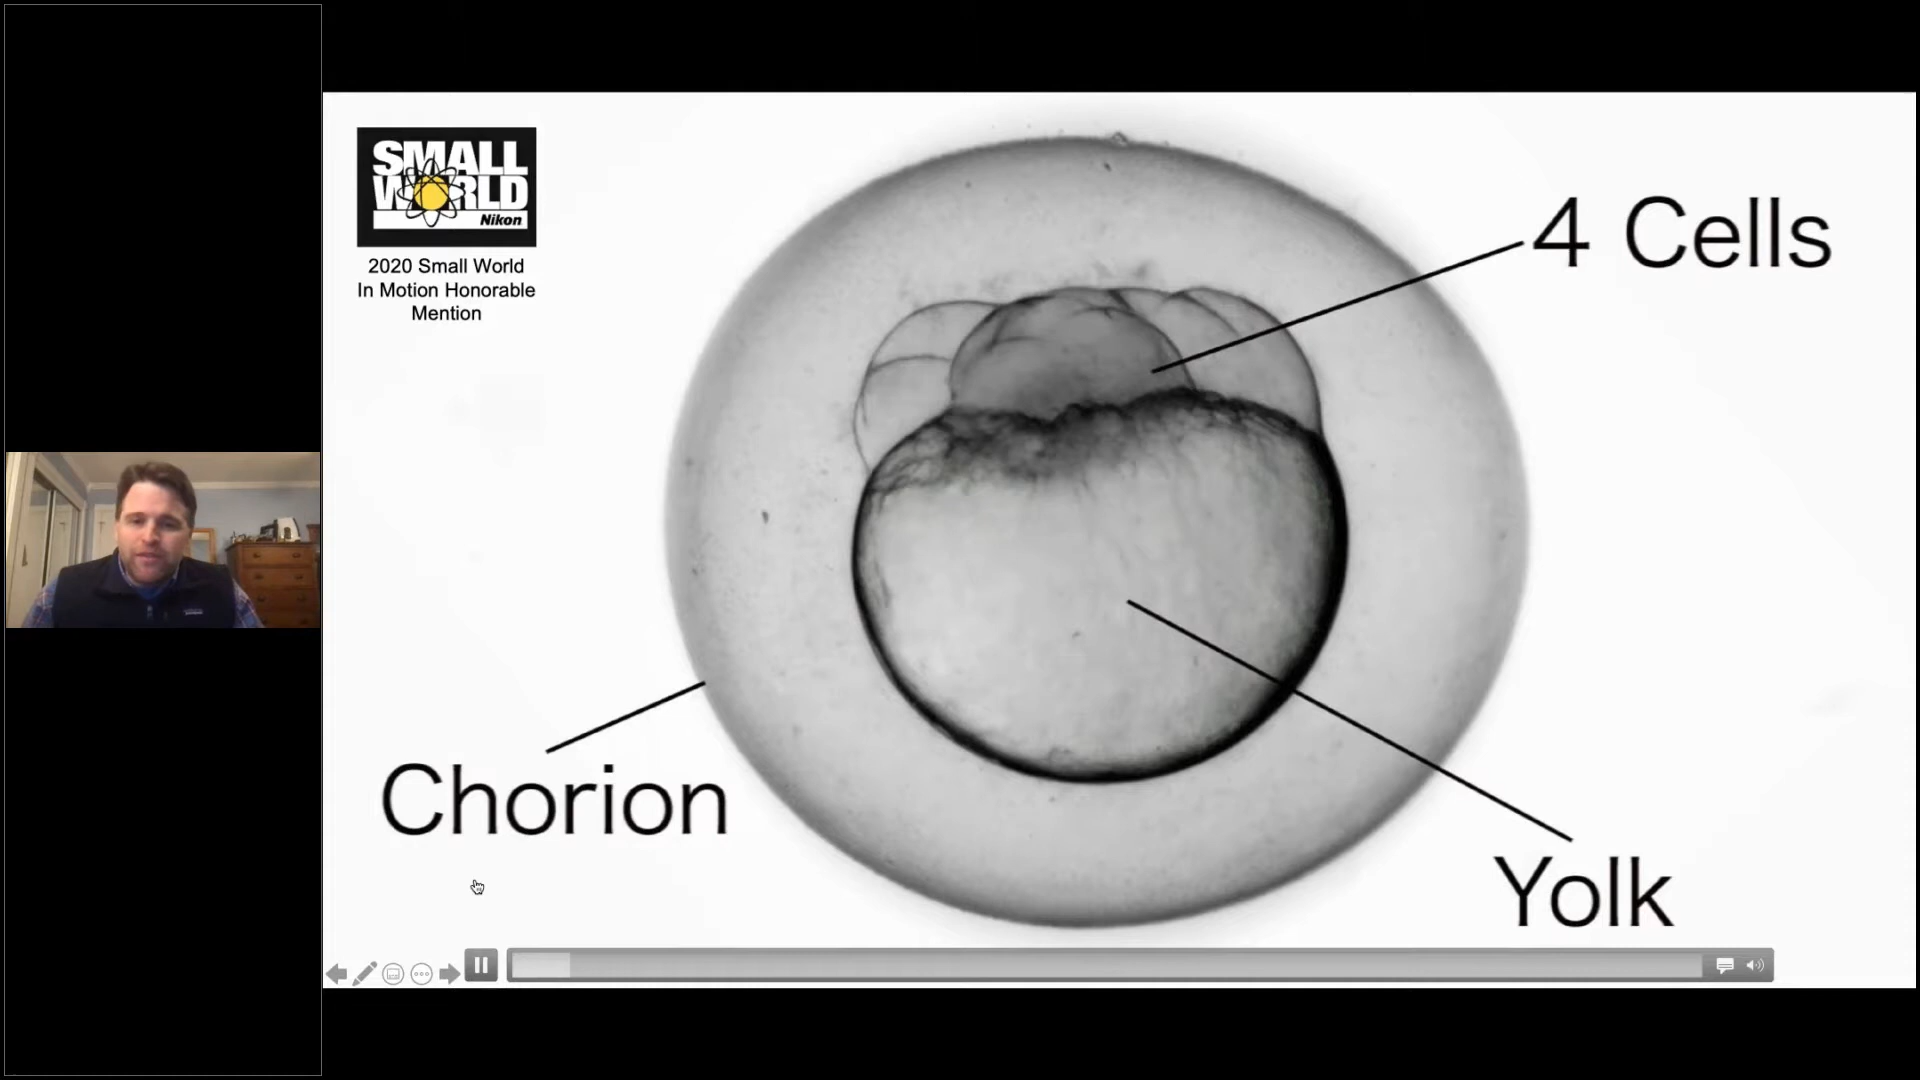 SMALL
WORLD
Nikon
2020 Small World
In Motion Honorable
Mention
4 Cells
Chorion
Yolk